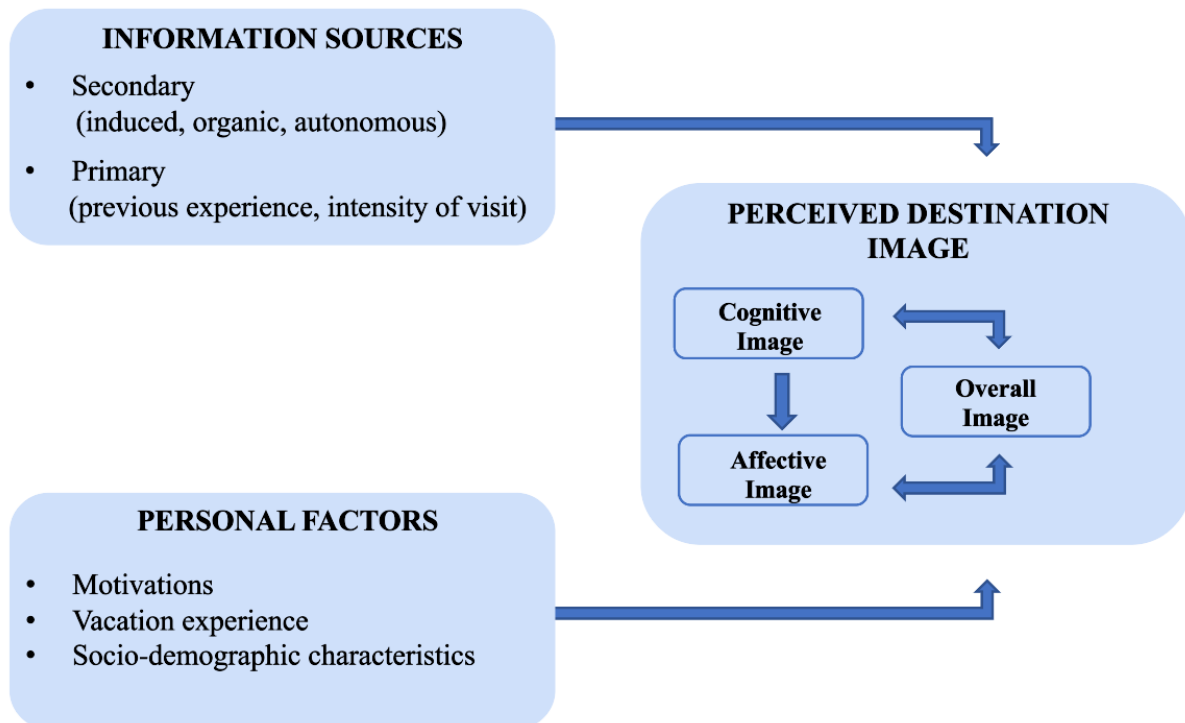 INFORMATION SOURCES
• Secondary
(induced, organic, autonomous)
• Primary
(previous experience, intensity of visit)
PERCEIVED DESTINATION
IMAGE
Cognitive
Image
Overall
Image
Affective
Image
PERSONAL FACTORS
• Motivations
• Vacation experience
• Socio-demographic characteristics